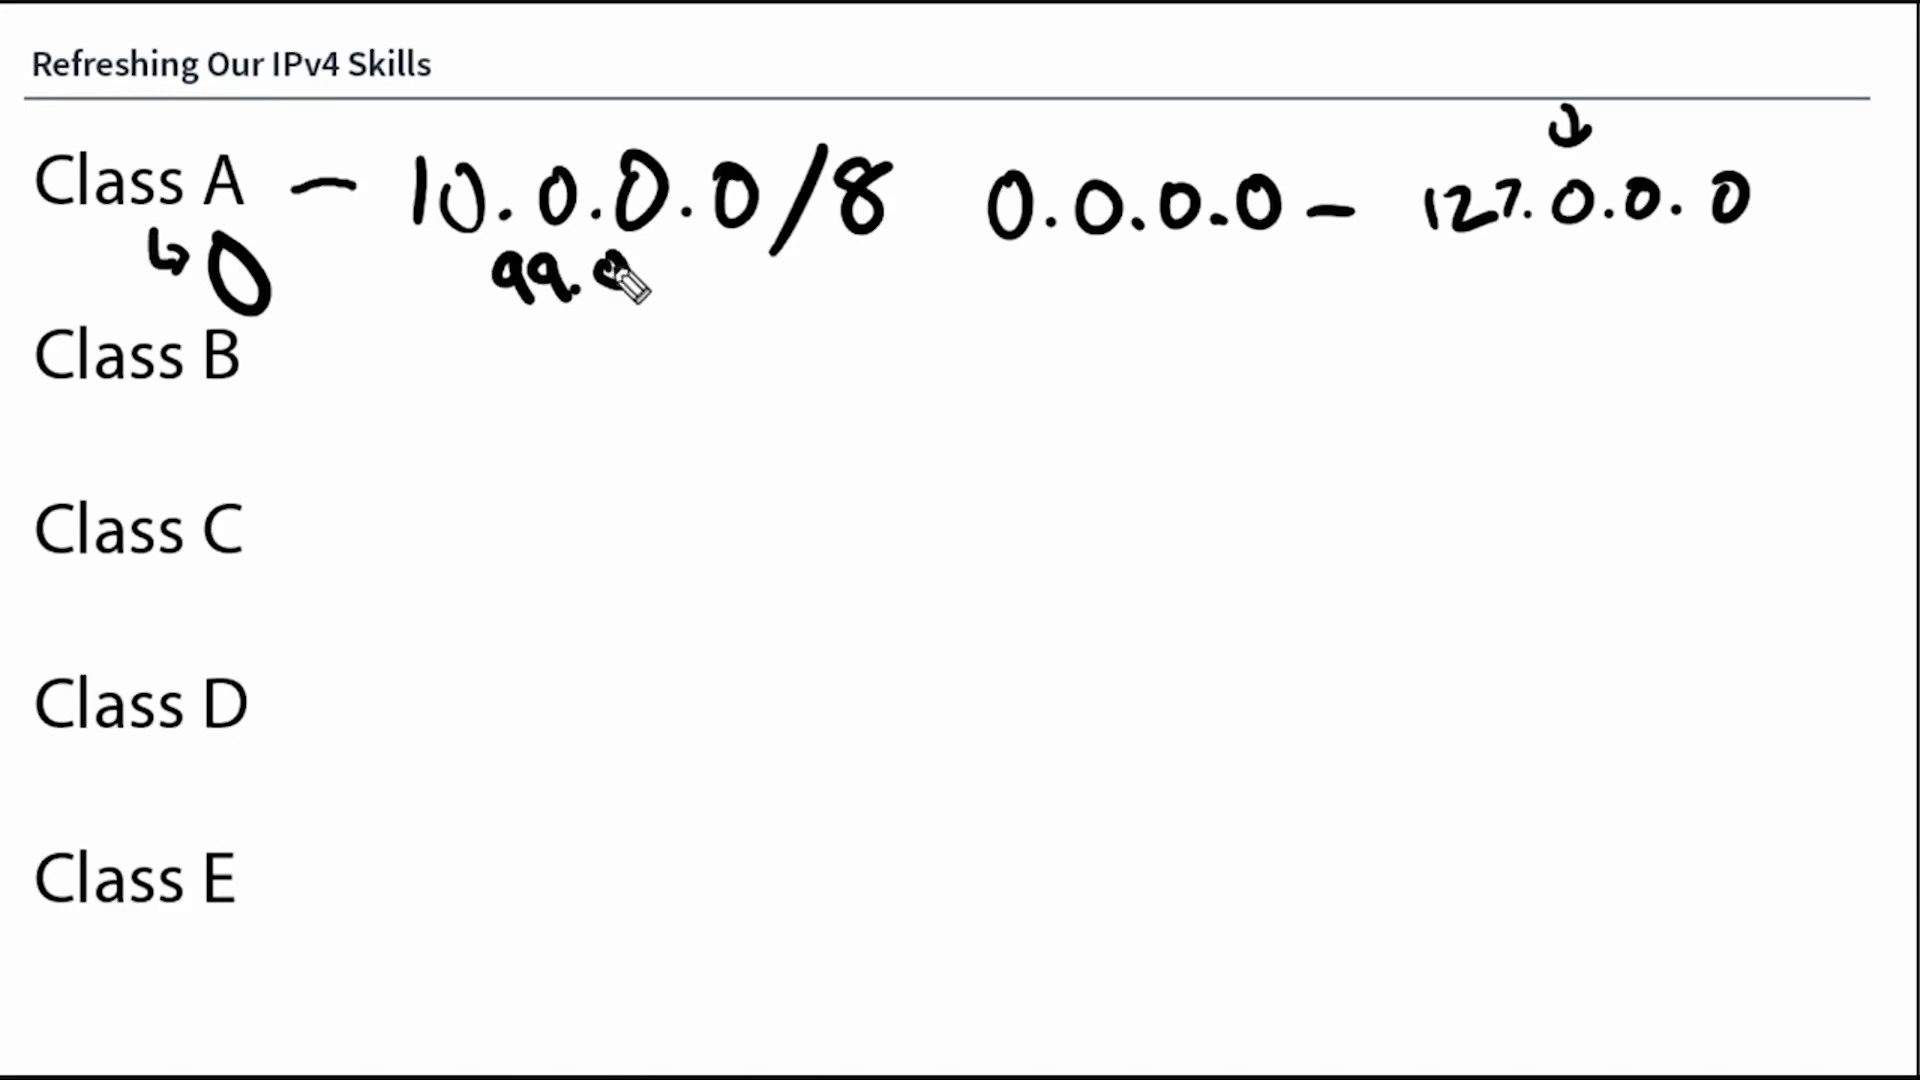 Refreshing Our IPv4 Skills
Class A – 10.0.0.0/8 0.0.0.0 – 127.0.0.0
↳ 0 99.0
Class B
Class C
Class D
Class E